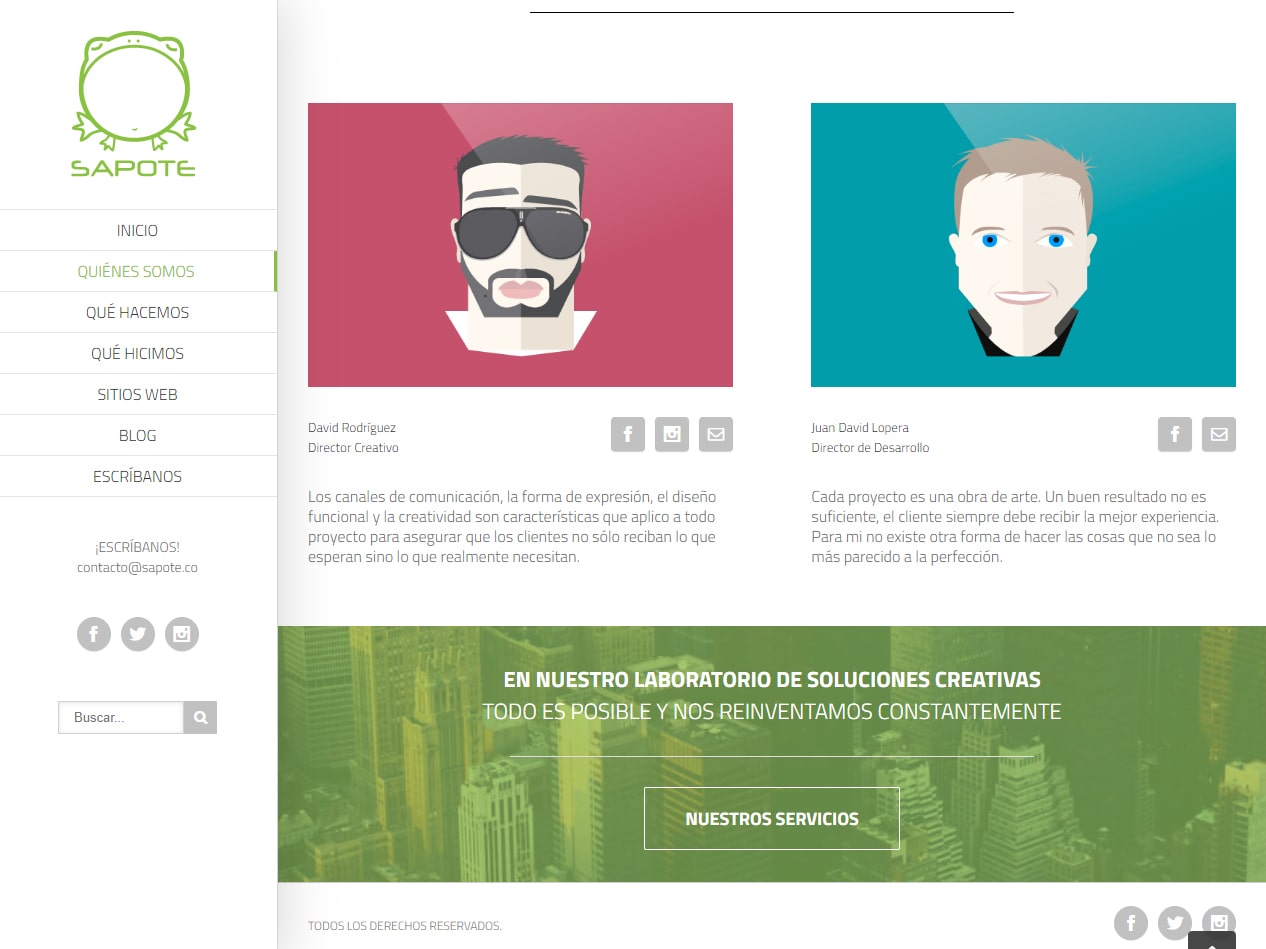 SAPOTE
INICIO
QUIÉNES SOMOS
QUÉ HACEMOS
QUÉ HICIMOS
SITIOS WEB
BLOG
ESCRÍBANOS
¡ESCRÍBANOS!
contacto@sapote.co
Buscar...
David Rodríguez
Director Creativo
Los canales de comunicación, la forma de expresión, el diseño
funcional y la creatividad son características que aplico a todo
proyecto para asegurar que los clientes no sólo reciban lo que
esperan sino lo que realmente necesitan.
Juan David Lopera
Director de Desarrollo
Cada proyecto es una obra de arte. Un buen resultado no es
suficiente, el cliente siempre debe recibir la mejor experiencia.
Para mi no existe otra forma de hacer las cosas que no sea lo
más parecido a la perfección.
EN NUESTRO LABORATORIO DE SOLUCIONES CREATIVAS
TODO ES POSIBLE Y NOS REINVENTAMOS CONSTANTEMENTE
NUESTROS SERVICIOS
TODOS LOS DERECHOS RESERVADOS.